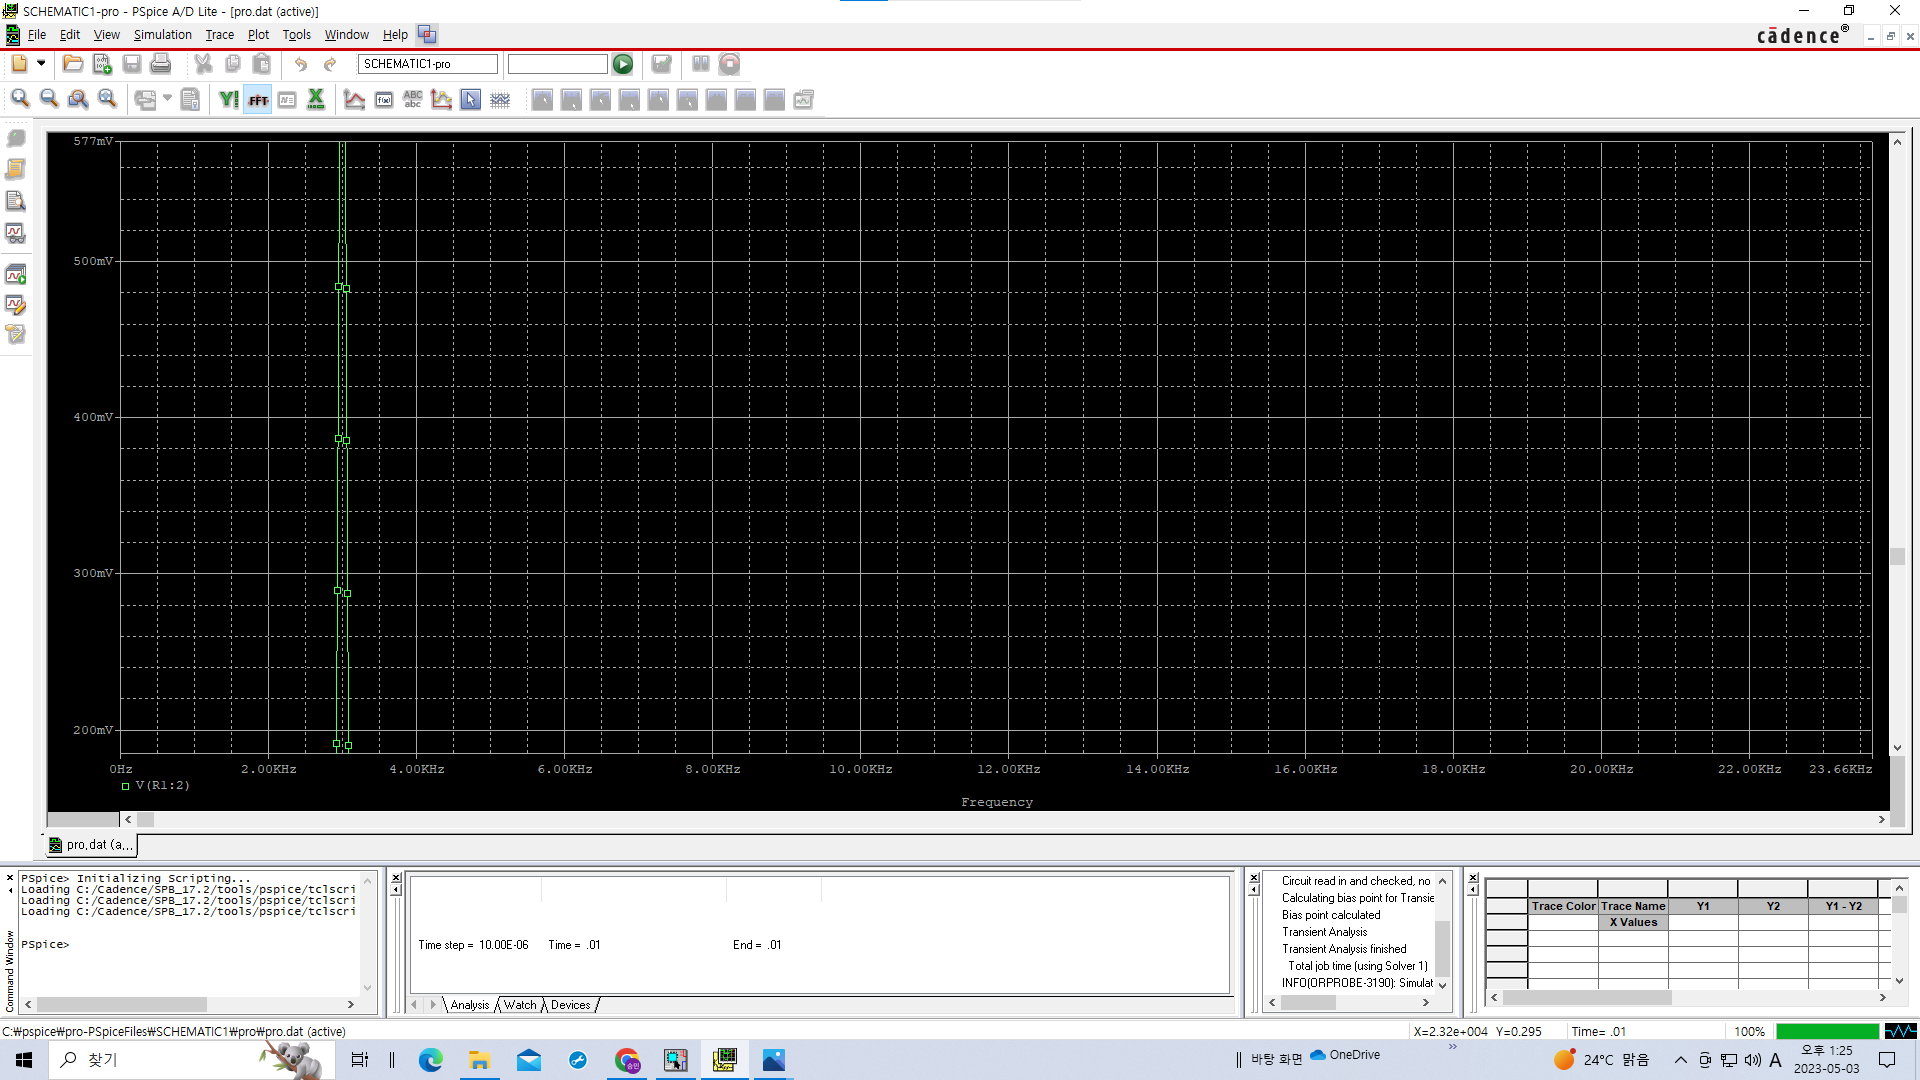 SCHEMATIC1-pro - PSpice A/D Lite - [pro.dat (active)]
File Edit View Simulation Trace Plot Tools Window Help
cādence®
SCHEMATIC1-pro
FFT
abc
577mV
500mV
400mV
300mV
200mV
0Hz 2.00KHz 4.00KHz 6.00KHz 8.00KHz 10.00KHz 12.00KHz 14.00KHz 16.00KHz 18.00KHz 20.00KHz 22.00KHz 23.66KHz
V(R1:2)
Frequency
pro.dat (a...
PSpice> Initializing Scripting...
Loading C:/Cadence/SPB_17.2/tools/pspice/tclscri
Loading C:/Cadence/SPB_17.2/tools/pspice/tclscri
Loading C:/Cadence/SPB_17.2/tools/pspice/tclscri
PSpice>
Command Window
Time step = 10.00E-06 Time = .01 End = .01
Analysis Watch Devices
Circuit read in and checked, no
Calculating bias point for Transie
Bias point calculated
Transient Analysis
Transient Analysis finished
Total job time (using Solver 1)
INFO(ORPROBE-3190): Simulat
Trace Color Trace Name Y1 Y2 Y1 - Y2
X Values
C:₩pspice₩pro-PSpiceFiles₩SCHEMATIC1₩pro₩pro.dat (active)
X=2.32e+004 Y=0.295 Time= .01 100%
찾기
바탕 화면
OneDrive
24°C 맑음
A
오후 1:25
2023-05-03